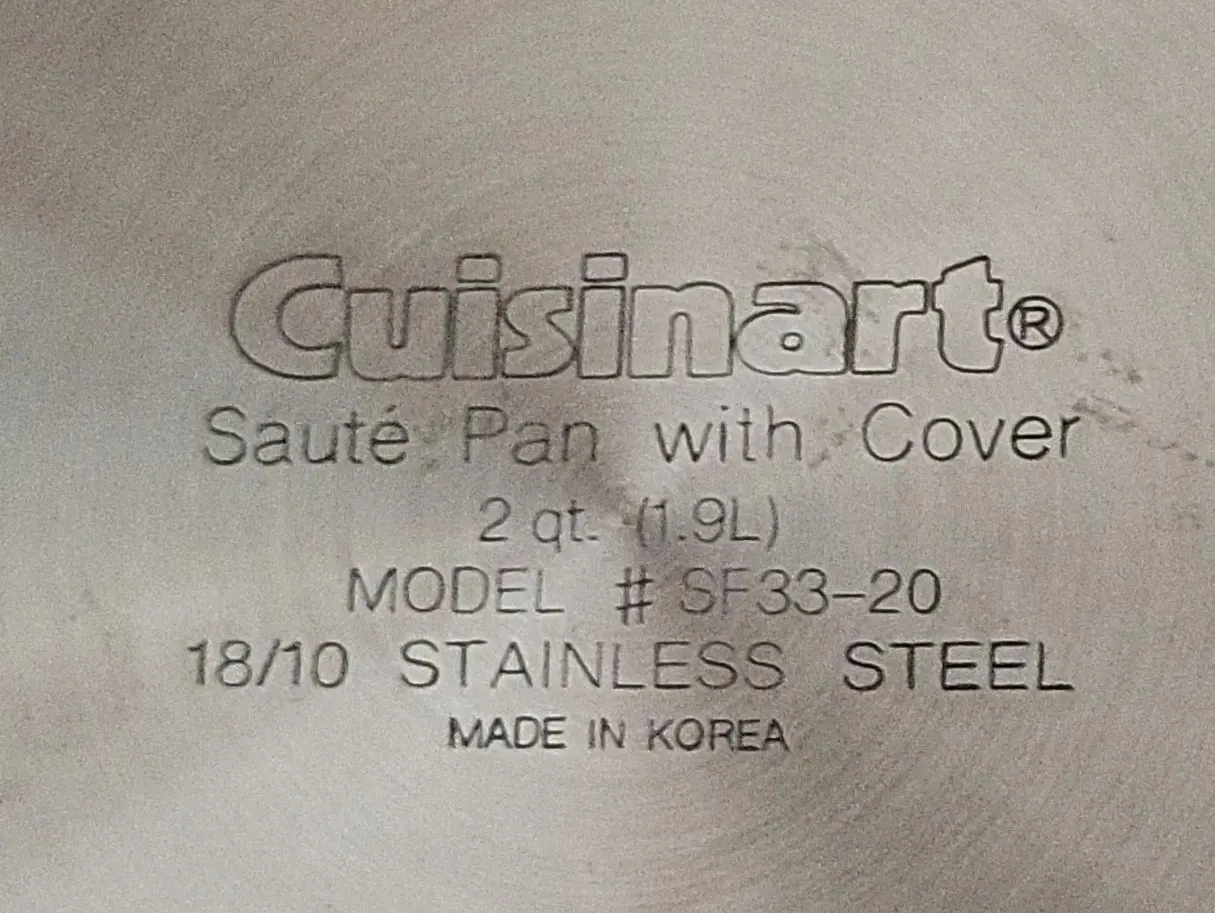 Cuisinart®
Sauté Pan with Cover
2 qt. (1.9L)
MODEL # SF33-20
18/10 STAINLESS STEEL
MADE IN KOREA